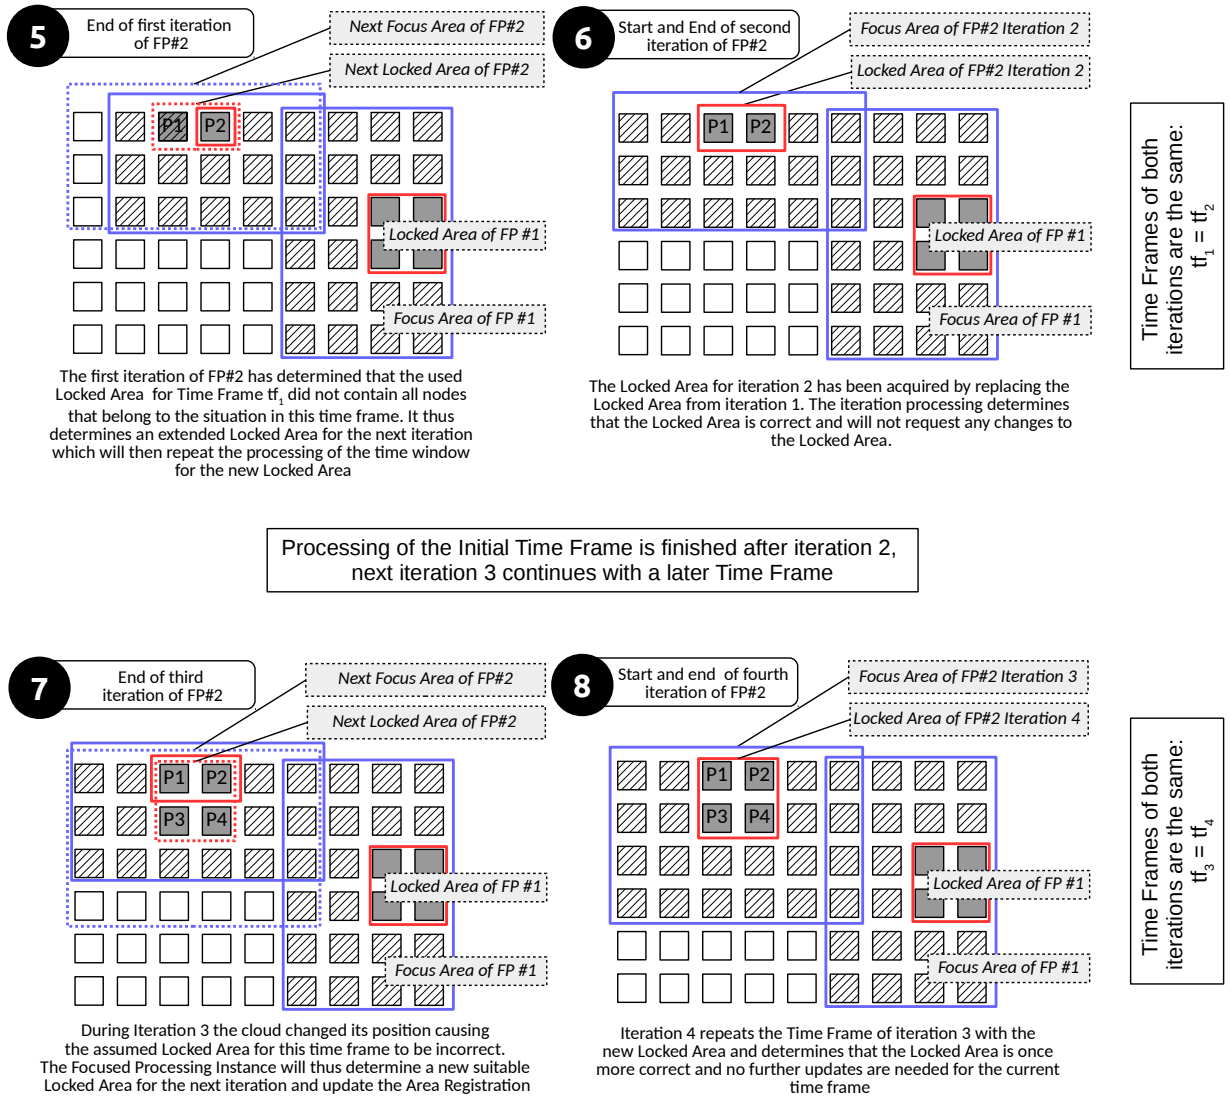 5
End of first iteration
of FP#2
Next Focus Area of FP#2
Next Locked Area of FP#2
P1
P2
Locked Area of FP #1
Focus Area of FP #1
The first iteration of FP#2 has determined that the used
Locked Area for Time Frame tf1 did not contain all nodes
that belong to the situation in this time frame. It thus
determines an extended Locked Area for the next iteration
which will then repeat the processing of the time window
for the new Locked Area
6
Start and End of second
iteration of FP#2
Focus Area of FP#2 Iteration 2
Locked Area of FP#2 Iteration 2
P1
P2
Locked Area of FP #1
Focus Area of FP #1
The Locked Area for iteration 2 has been acquired by replacing the
Locked Area from iteration 1. The iteration processing determines
that the Locked Area is correct and will not request any changes to
the Locked Area.
Time Frames of both
iterations are the same:
tf1 = tf2
Processing of the Initial Time Frame is finished after iteration 2,
next iteration 3 continues with a later Time Frame
7
End of third
iteration of FP#2
Next Focus Area of FP#2
Next Locked Area of FP#2
P1
P2
P3
P4
Locked Area of FP #1
Focus Area of FP #1
During Iteration 3 the cloud changed its position causing
the assumed Locked Area for this time frame to be incorrect.
The Focused Processing Instance will thus determine a new suitable
Locked Area for the next iteration and update the Area Registration
8
Start and end of fourth
iteration of FP#2
Focus Area of FP#2 Iteration 3
Locked Area of FP#2 Iteration 4
P1
P2
P3
P4
Locked Area of FP #1
Focus Area of FP #1
Iteration 4 repeats the Time Frame of iteration 3 with the
new Locked Area and determines that the Locked Area is once
more correct and no further updates are needed for the current
time frame
Time Frames of both
iterations are the same:
tf3 = tf4